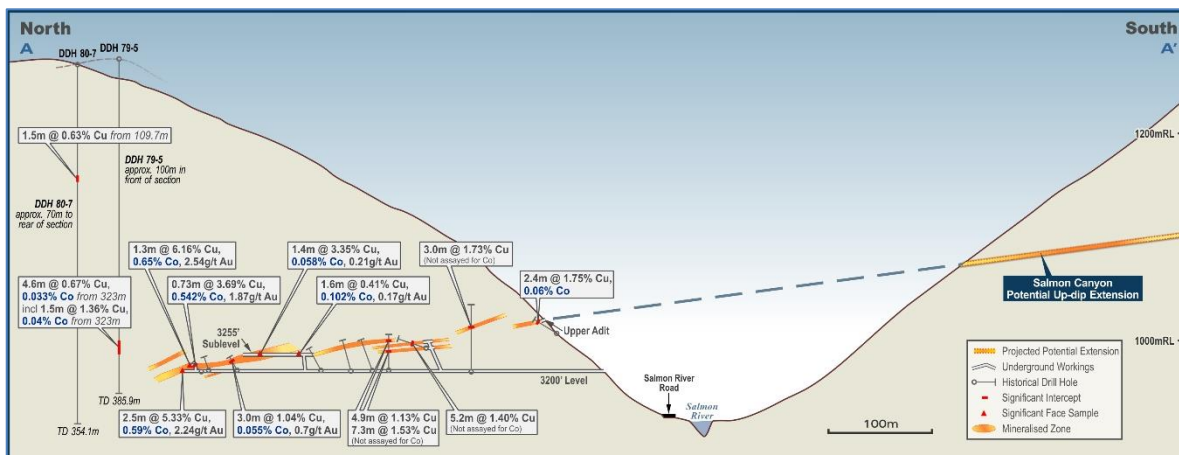 North
A
DDH 80-7
DDH 79-5
South
A'
1.5m @ 0.63% Cu from 109.7m
DDH 79-5
approx. 100m in
front of section
DDH 80-7
approx. 70m to
rear of section
1200mRL
1.3m @ 6.16% Cu,
0.65% Co, 2.54g/t Au
1.4m @ 3.35% Cu,
0.058% Co, 0.21g/t Au
3.0m @ 1.73% Cu
(Not assayed for Co)
2.4m @ 1.75% Cu,
0.06% Co
4.6m @ 0.67% Cu,
0.033% Co from 323m
incl 1.5m @ 1.36% Cu,
0.04% Co from 323m
0.73m @ 3.69% Cu,
0.542% Co, 1.87g/t Au
1.6m @ 0.41% Cu,
0.102% Co, 0.17g/t Au
Salmon Canyon
Potential Up-dip Extension
3255'
Sublevel
Upper Adit
1000mRL
3200' Level
TD 385.9m
TD 354.1m
2.5m @ 5.33% Cu,
0.59% Co, 2.24g/t Au
3.0m @ 1.04% Cu,
0.055% Co, 0.7g/t Au
4.9m @ 1.13% Cu
7.3m @ 1.53% Cu
(Not assayed for Co)
5.2m @ 1.40% Cu
(Not assayed for Co)
Salmon River
Road
Salmon
River
100m
Projected Potential Extension
Underground Workings
Historical Drill Hole
Significant Intercept
Significant Face Sample
Mineralised Zone